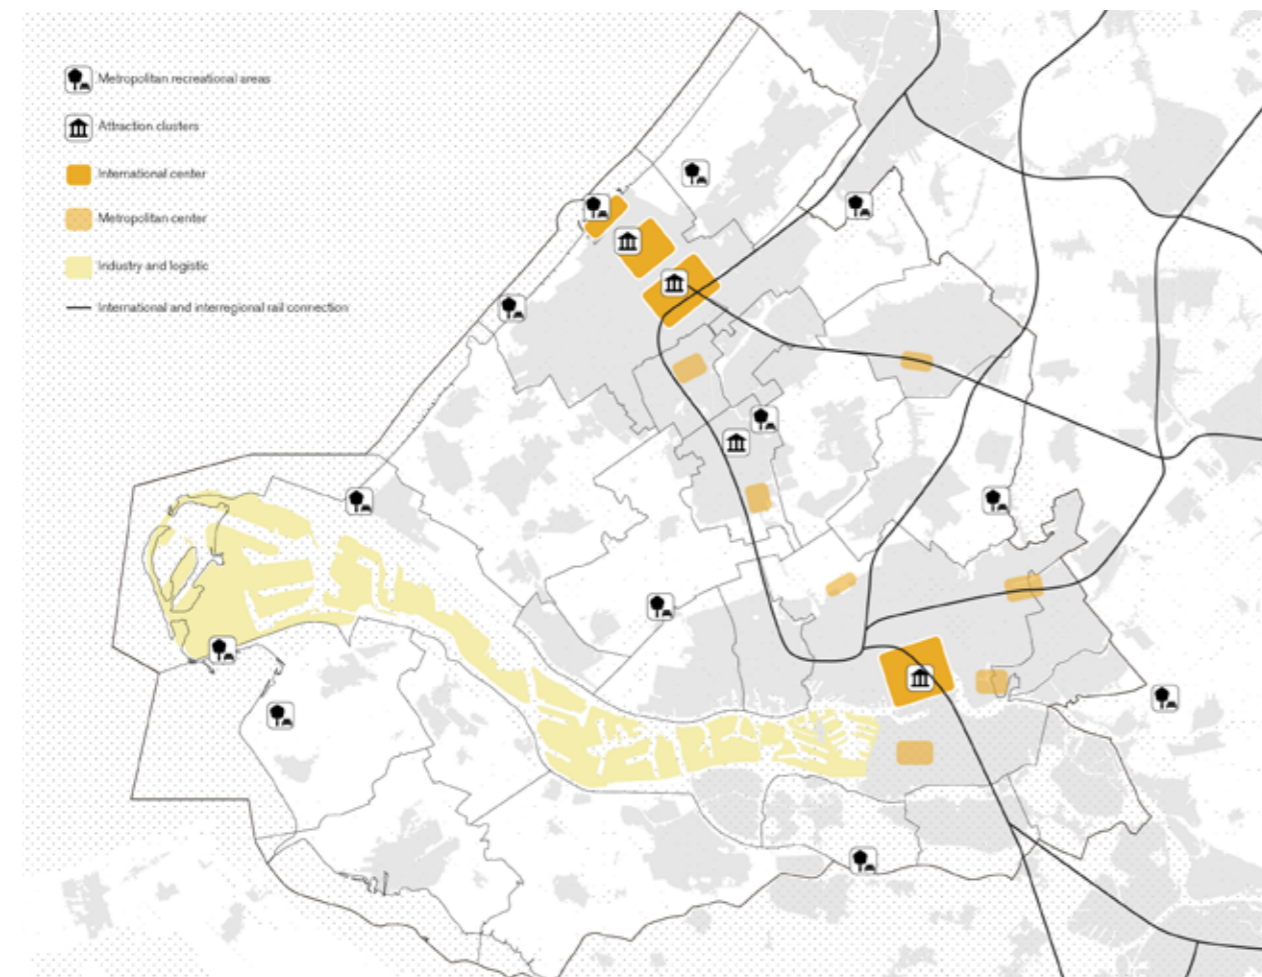 Metropolitan recreational areas
Attraction clusters
International center
Metropolitan center
Industry and logistic
International and interregional rail connection